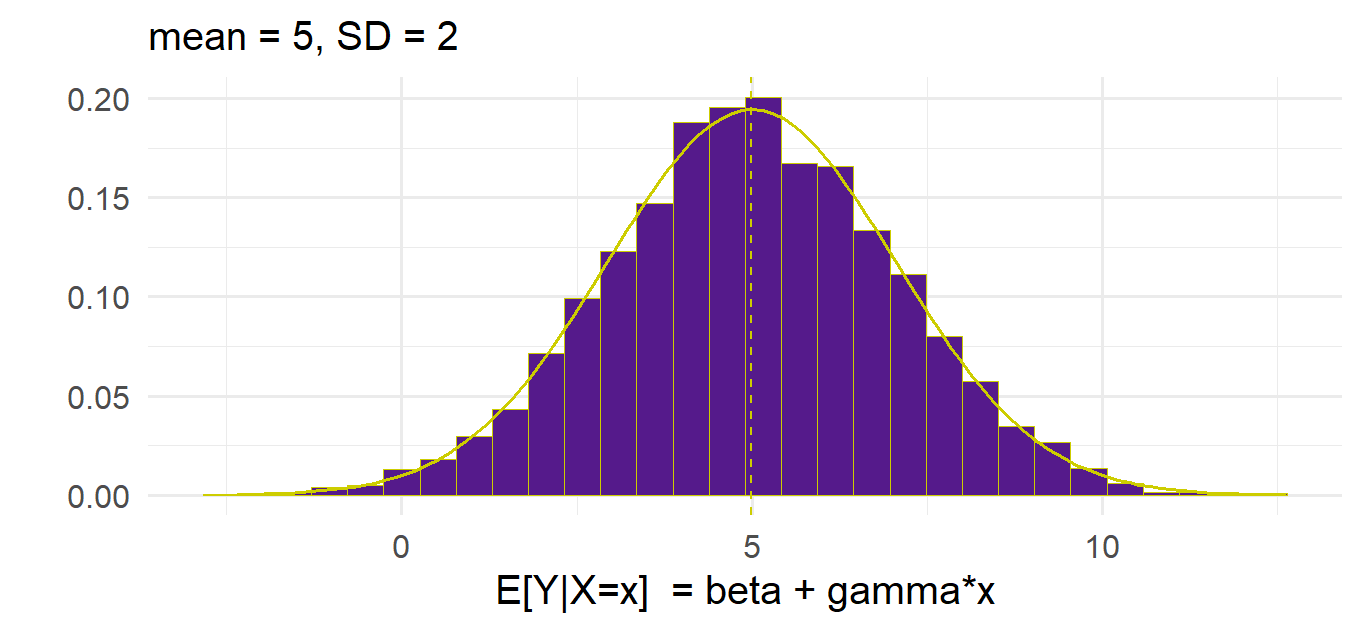 mean = 5, SD = 2
0.20
0.15
0.10
0.05
0.00
0 5 10
E[Y|X=x]  = beta + gamma*x